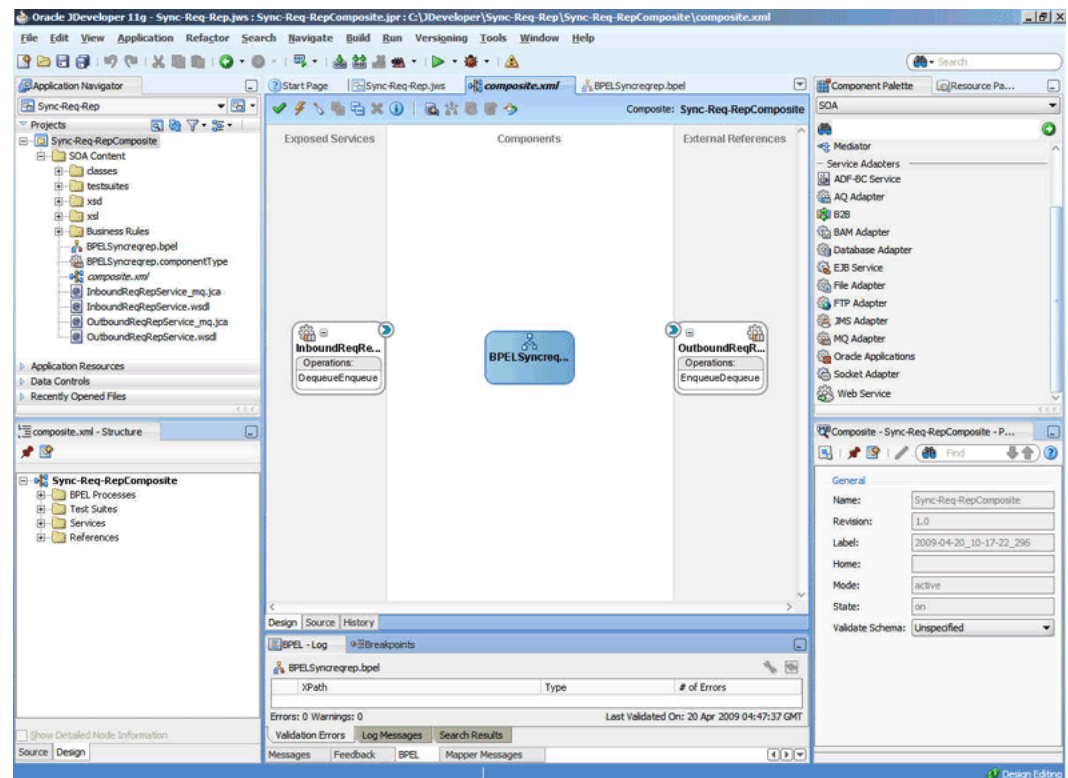 Oracle JDeveloper 11g - Sync-Req-Rep.jws : Sync-Req-RepComposite.jpr : C:\JDeveloper\Sync-Req-Rep\Sync-Req-RepComposite\composite.xml
File Edit View Application Refactor Search Navigate Build Run Versioning Tools Window Help
Search
Application Navigator
Sync-Req-Rep
Projects
Sync-Req-RepComposite
SOA Content
classes
testsuites
xsd
xsl
Business Rules
BPELSyncreqrep.bpel
BPELSyncreqrep.componentType
composite.xml
InboundReqRepService_mq.jca
InboundReqRepService.wsdl
OutboundReqRepService_mq.jca
OutboundReqRepService.wsdl
Application Resources
Data Controls
Recently Opened Files
composite.xml - Structure
Sync-Req-RepComposite
BPEL Processes
Test Suites
Services
References
Show Detailed Node Information
Source Design
Start Page Sync-Req-Rep.jws composite.xml BPELSyncreqrep.bpel
Composite: Sync-Req-RepComposite
Exposed Services Components External References
InboundReqRe...
Operations:
DequeueEnqueue
BPELSyncreq...
OutboundReqR...
Operations:
EnqueueDequeue
Design Source History
BPEL - Log Breakpoints
BPELSyncreqrep.bpel
XPath Type # of Errors
Errors: 0 Warnings: 0 Last Validated On: 20 Apr 2009 04:47:37 GMT
Validation Errors Log Messages Search Results
Messages Feedback BPEL Mapper Messages
Component Palette Resource Pa...
SOA
Mediator
Service Adapters
ADF-BC Service
AQ Adapter
B2B
BAM Adapter
Database Adapter
EJB Service
File Adapter
FTP Adapter
JMS Adapter
MQ Adapter
Oracle Applications
Socket Adapter
Web Service
Composite - Sync-Req-RepComposite - P...
Find
General
Name: Sync-Req-RepComposite
Revision: 1.0
Label: 2009-04-20_10-17-22_296
Home:
Mode: active
State: on
Validate Schema: Unspecified
Design Editing